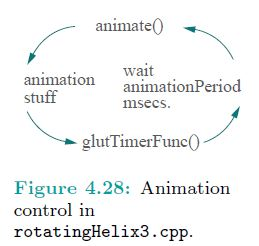 animate()
animation
stuff
wait
animationPeriod
msecs.
glutTimerFunc()
Figure 4.28: Animation
control in
rotatingHelix3.cpp.